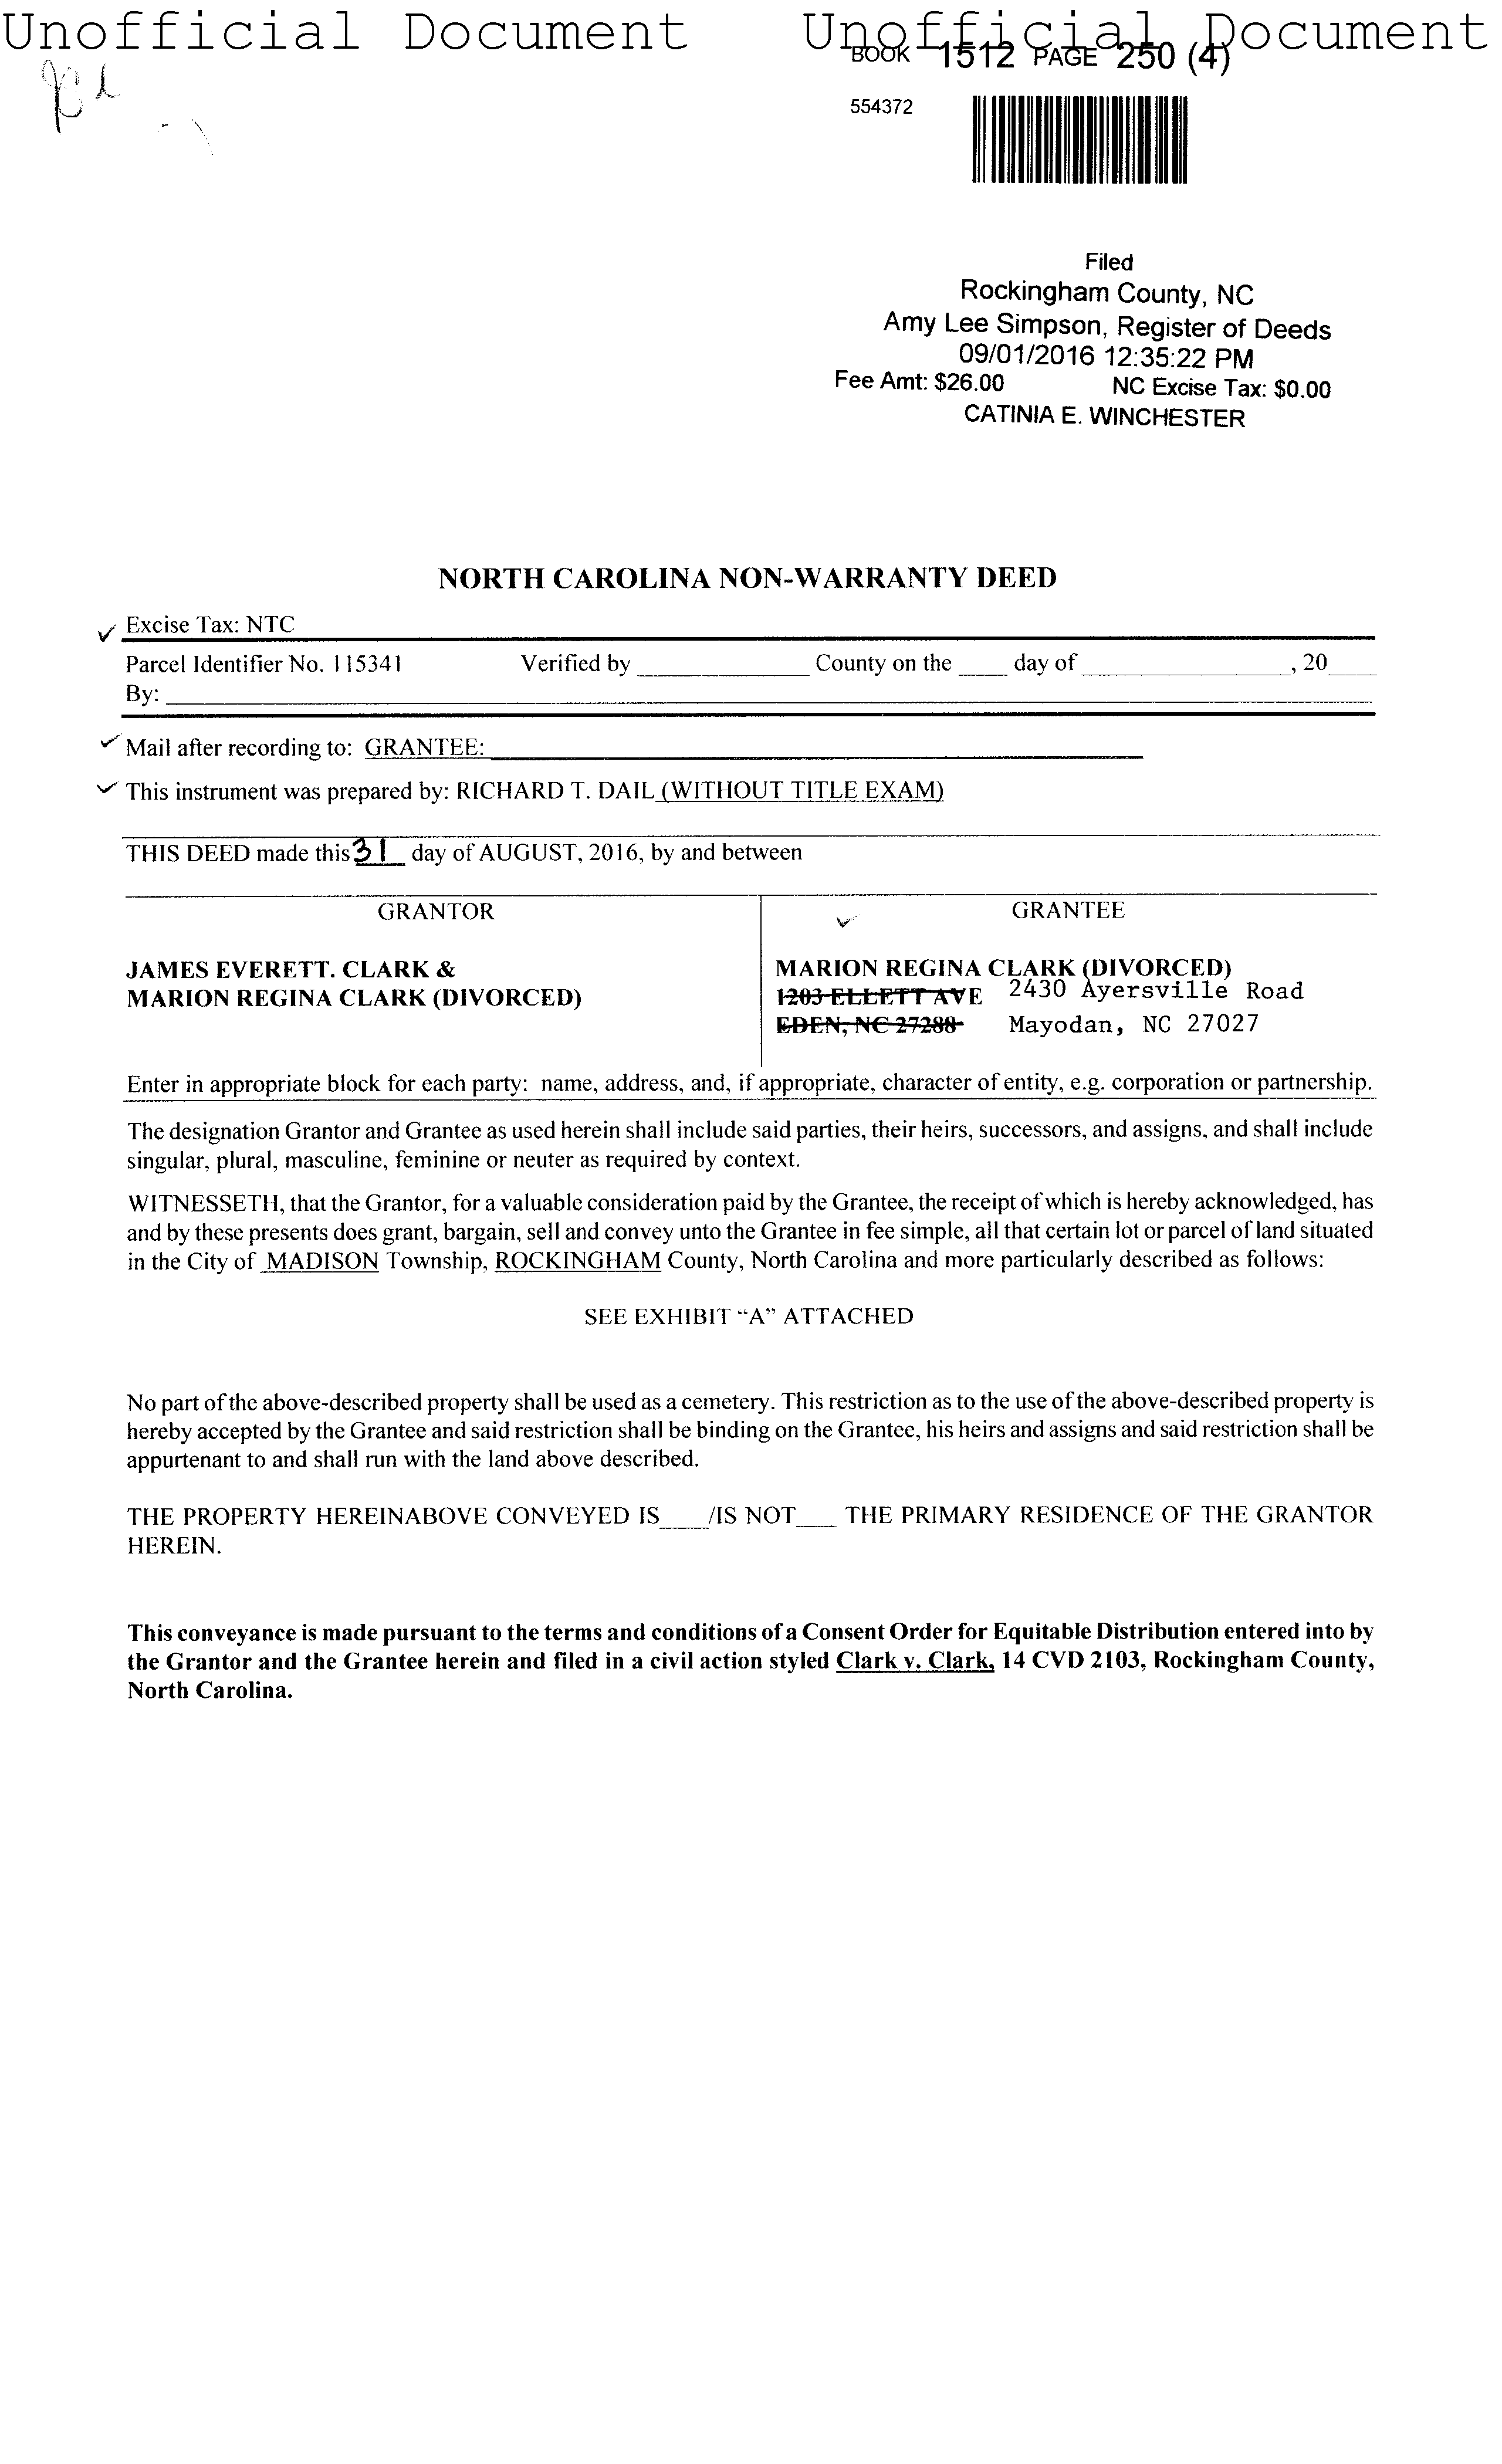 Unofficial Document Unofficial Document
BOOK 1512 PAGE 250 (4)
554372
Filed
Rockingham County, NC
Amy Lee Simpson, Register of Deeds
09/01/2016 12:35:22 PM
Fee Amt: $26.00 NC Excise Tax: $0.00
CATINIA E. WINCHESTER
NORTH CAROLINA NON-WARRANTY DEED
Excise Tax: NTC
Parcel Identifier No. 115341 Verified by ____ County on the ____ day of ____, 20____
By: ____
Mail after recording to: GRANTEE:
This instrument was prepared by: RICHARD T. DAIL (WITHOUT TITLE EXAM)
THIS DEED made this 31 day of AUGUST, 2016, by and between
GRANTOR
JAMES EVERETT. CLARK &
MARION REGINA CLARK (DIVORCED)
GRANTEE
MARION REGINA CLARK (DIVORCED)
1203 ELLETT AVE 2430 Ayersville Road
EDEN, NC 27288 Mayodan, NC 27027
Enter in appropriate block for each party: name, address, and, if appropriate, character of entity, e.g. corporation or partnership.
The designation Grantor and Grantee as used herein shall include said parties, their heirs, successors, and assigns, and shall include
singular, plural, masculine, feminine or neuter as required by context.
WITNESSETH, that the Grantor, for a valuable consideration paid by the Grantee, the receipt of which is hereby acknowledged, has
and by these presents does grant, bargain, sell and convey unto the Grantee in fee simple, all that certain lot or parcel of land situated
in the City of MADISON Township, ROCKINGHAM County, North Carolina and more particularly described as follows:
SEE EXHIBIT “A” ATTACHED
No part of the above-described property shall be used as a cemetery. This restriction as to the use of the above-described property is
hereby accepted by the Grantee and said restriction shall be binding on the Grantee, his heirs and assigns and said restriction shall be
appurtenant to and shall run with the land above described.
THE PROPERTY HEREINABOVE CONVEYED IS____/IS NOT____ THE PRIMARY RESIDENCE OF THE GRANTOR
HEREIN.
This conveyance is made pursuant to the terms and conditions of a Consent Order for Equitable Distribution entered into by
the Grantor and the Grantee herein and filed in a civil action styled Clark v. Clark, 14 CVD 2103, Rockingham County,
North Carolina.